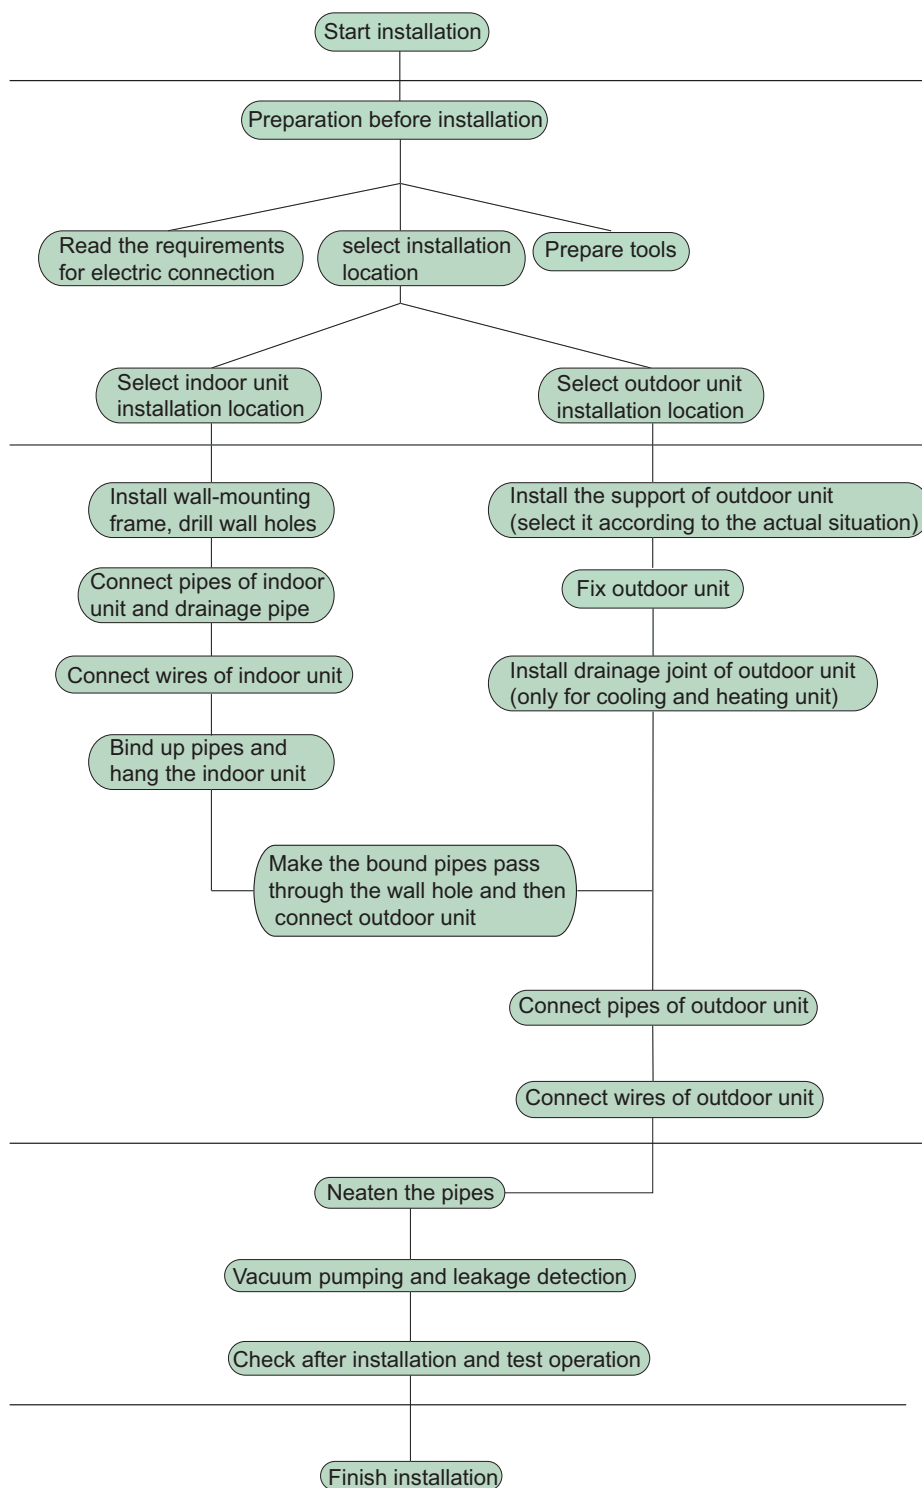 Start installation
Preparation before installation
Read the requirements
for electric connection
select installation
location
Prepare tools
Select indoor unit
installation location
Select outdoor unit
installation location
Install wall-mounting
frame, drill wall holes
Install the support of outdoor unit
(select it according to the actual situation)
Connect pipes of indoor
unit and drainage pipe
Fix outdoor unit
Connect wires of indoor unit
Install drainage joint of outdoor unit
(only for cooling and heating unit)
Bind up pipes and
hang the indoor unit
Make the bound pipes pass
through the wall hole and then
connect outdoor unit
Connect pipes of outdoor unit
Connect wires of outdoor unit
Neaten the pipes
Vacuum pumping and leakage detection
Check after installation and test operation
Finish installation